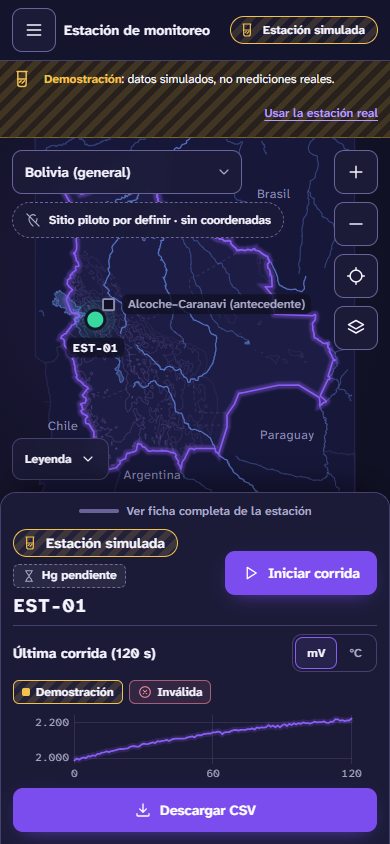 Estación de monitoreo
Estación simulada
Demostración: datos simulados, no mediciones reales.
Usar la estación real
Bolivia (general)
Brasil
Sitio piloto por definir · sin coordenadas
Alcoche–Caranavi (antecedente)
EST-01
Chile
Paraguay
Leyenda
Argentina
Ver ficha completa de la estación
Estación simulada
Hg pendiente
Iniciar corrida
EST-01
Última corrida (120 s)
mV
°C
Demostración
Inválida
2.200
2.000
0
60
120
Descargar CSV